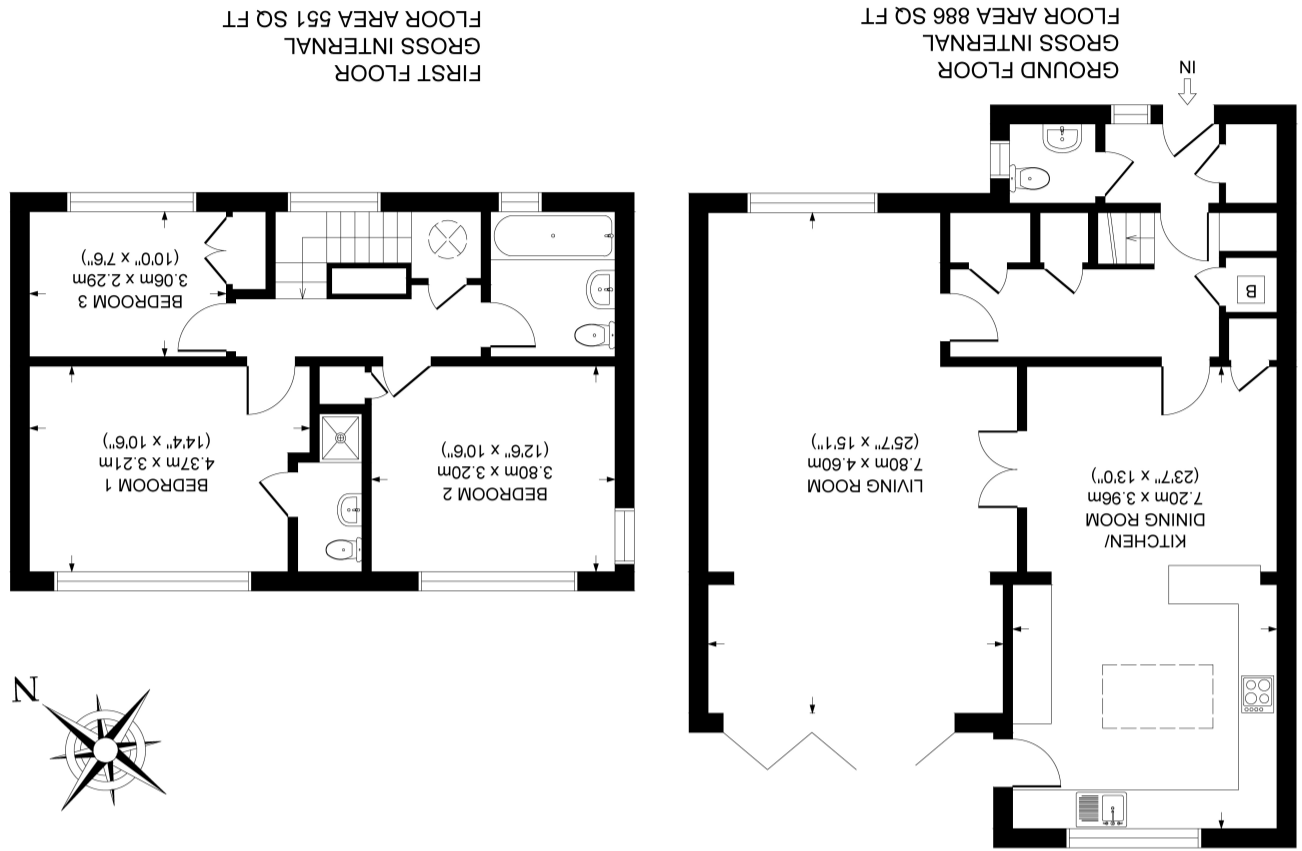 GROUND FLOOR
GROSS INTERNAL
FLOOR AREA 886 SQ FT
IN
B
KITCHEN/
DINING ROOM
7.20m x 3.96m
(23'7" x 13'0")
LIVING ROOM
7.80m x 4.60m
(25'7" x 15'1")
FIRST FLOOR
GROSS INTERNAL
FLOOR AREA 551 SQ FT
BEDROOM 3
3.06m x 2.29m
(10'0" x 7'6")
BEDROOM 2
3.80m x 3.20m
(12'6" x 10'6")
BEDROOM 1
4.37m x 3.21m
(14'4" x 10'6")
N